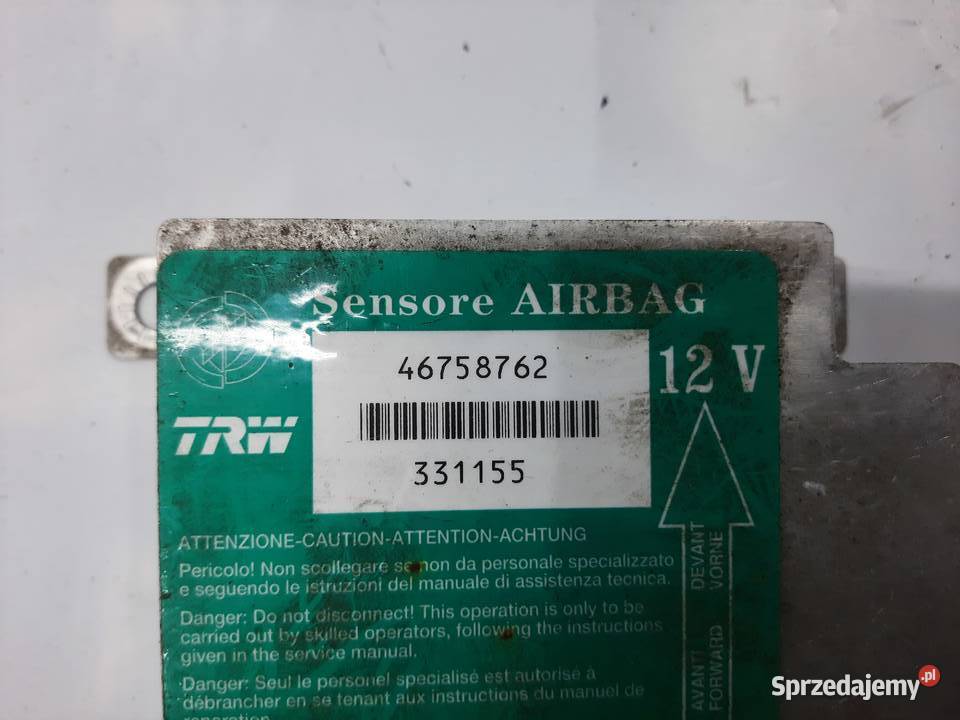 Sensore AIRBAG
46758762
12 V
TRW
331155
ATTENZIONE-CAUTION-ATTENTION-ACHTUNG
Pericolo! Non scollegare se non da personale specializzato
e seguendo le istruzioni del manuale di assistenza tecnica.
Danger: Do not disconnect! This operation is only to be
carried out by skilled operators, following the instructions
given in the service manual.
Danger: Seul le personel specialisé est autorisé à
débrancher en se tenant aux instructions du manuel de
reparation.
AVANTI DEVANT
FORWARD VORNE
Sprzedajemy.pl